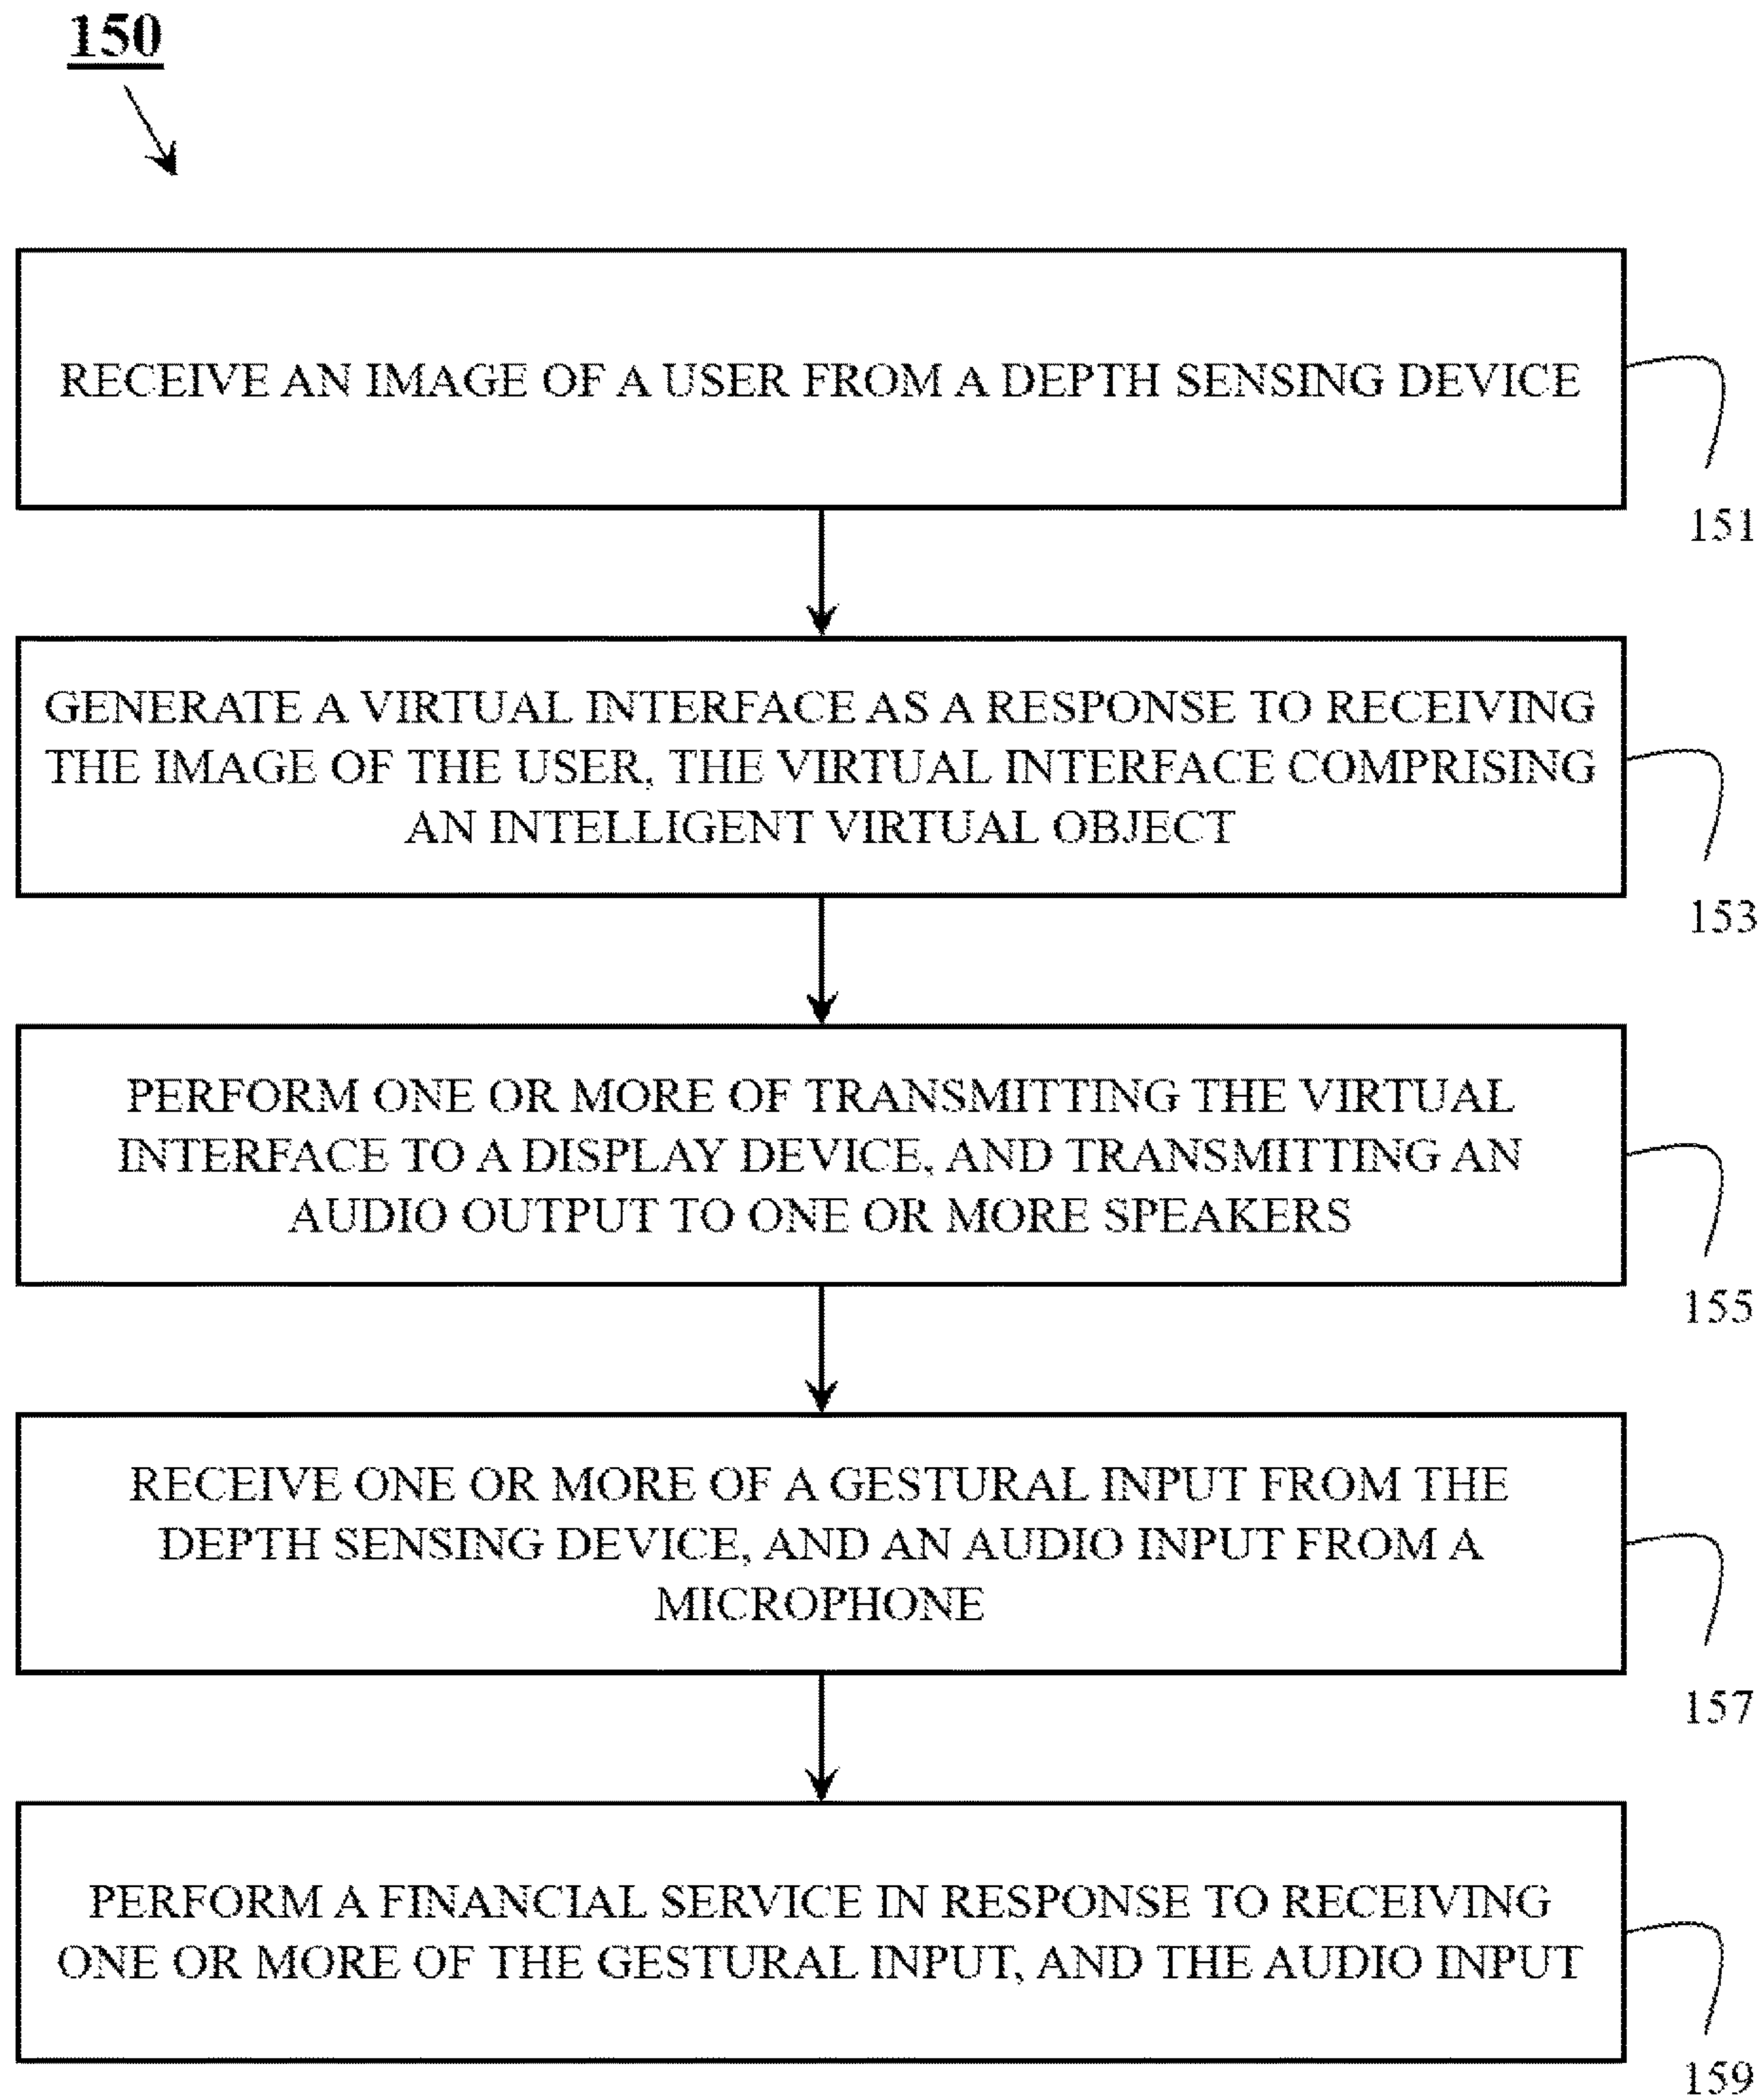 150
RECEIVE AN IMAGE OF A USER FROM A DEPTH SENSING DEVICE
151
GENERATE A VIRTUAL INTERFACE AS A RESPONSE TO RECEIVING
THE IMAGE OF THE USER, THE VIRTUAL INTERFACE COMPRISING
AN INTELLIGENT VIRTUAL OBJECT
153
PERFORM ONE OR MORE OF TRANSMITTING THE VIRTUAL
INTERFACE TO A DISPLAY DEVICE, AND TRANSMITTING AN
AUDIO OUTPUT TO ONE OR MORE SPEAKERS
155
RECEIVE ONE OR MORE OF A GESTURAL INPUT FROM THE
DEPTH SENSING DEVICE, AND AN AUDIO INPUT FROM A
MICROPHONE
157
PERFORM A FINANCIAL SERVICE IN RESPONSE TO RECEIVING
ONE OR MORE OF THE GESTURAL INPUT, AND THE AUDIO INPUT
159